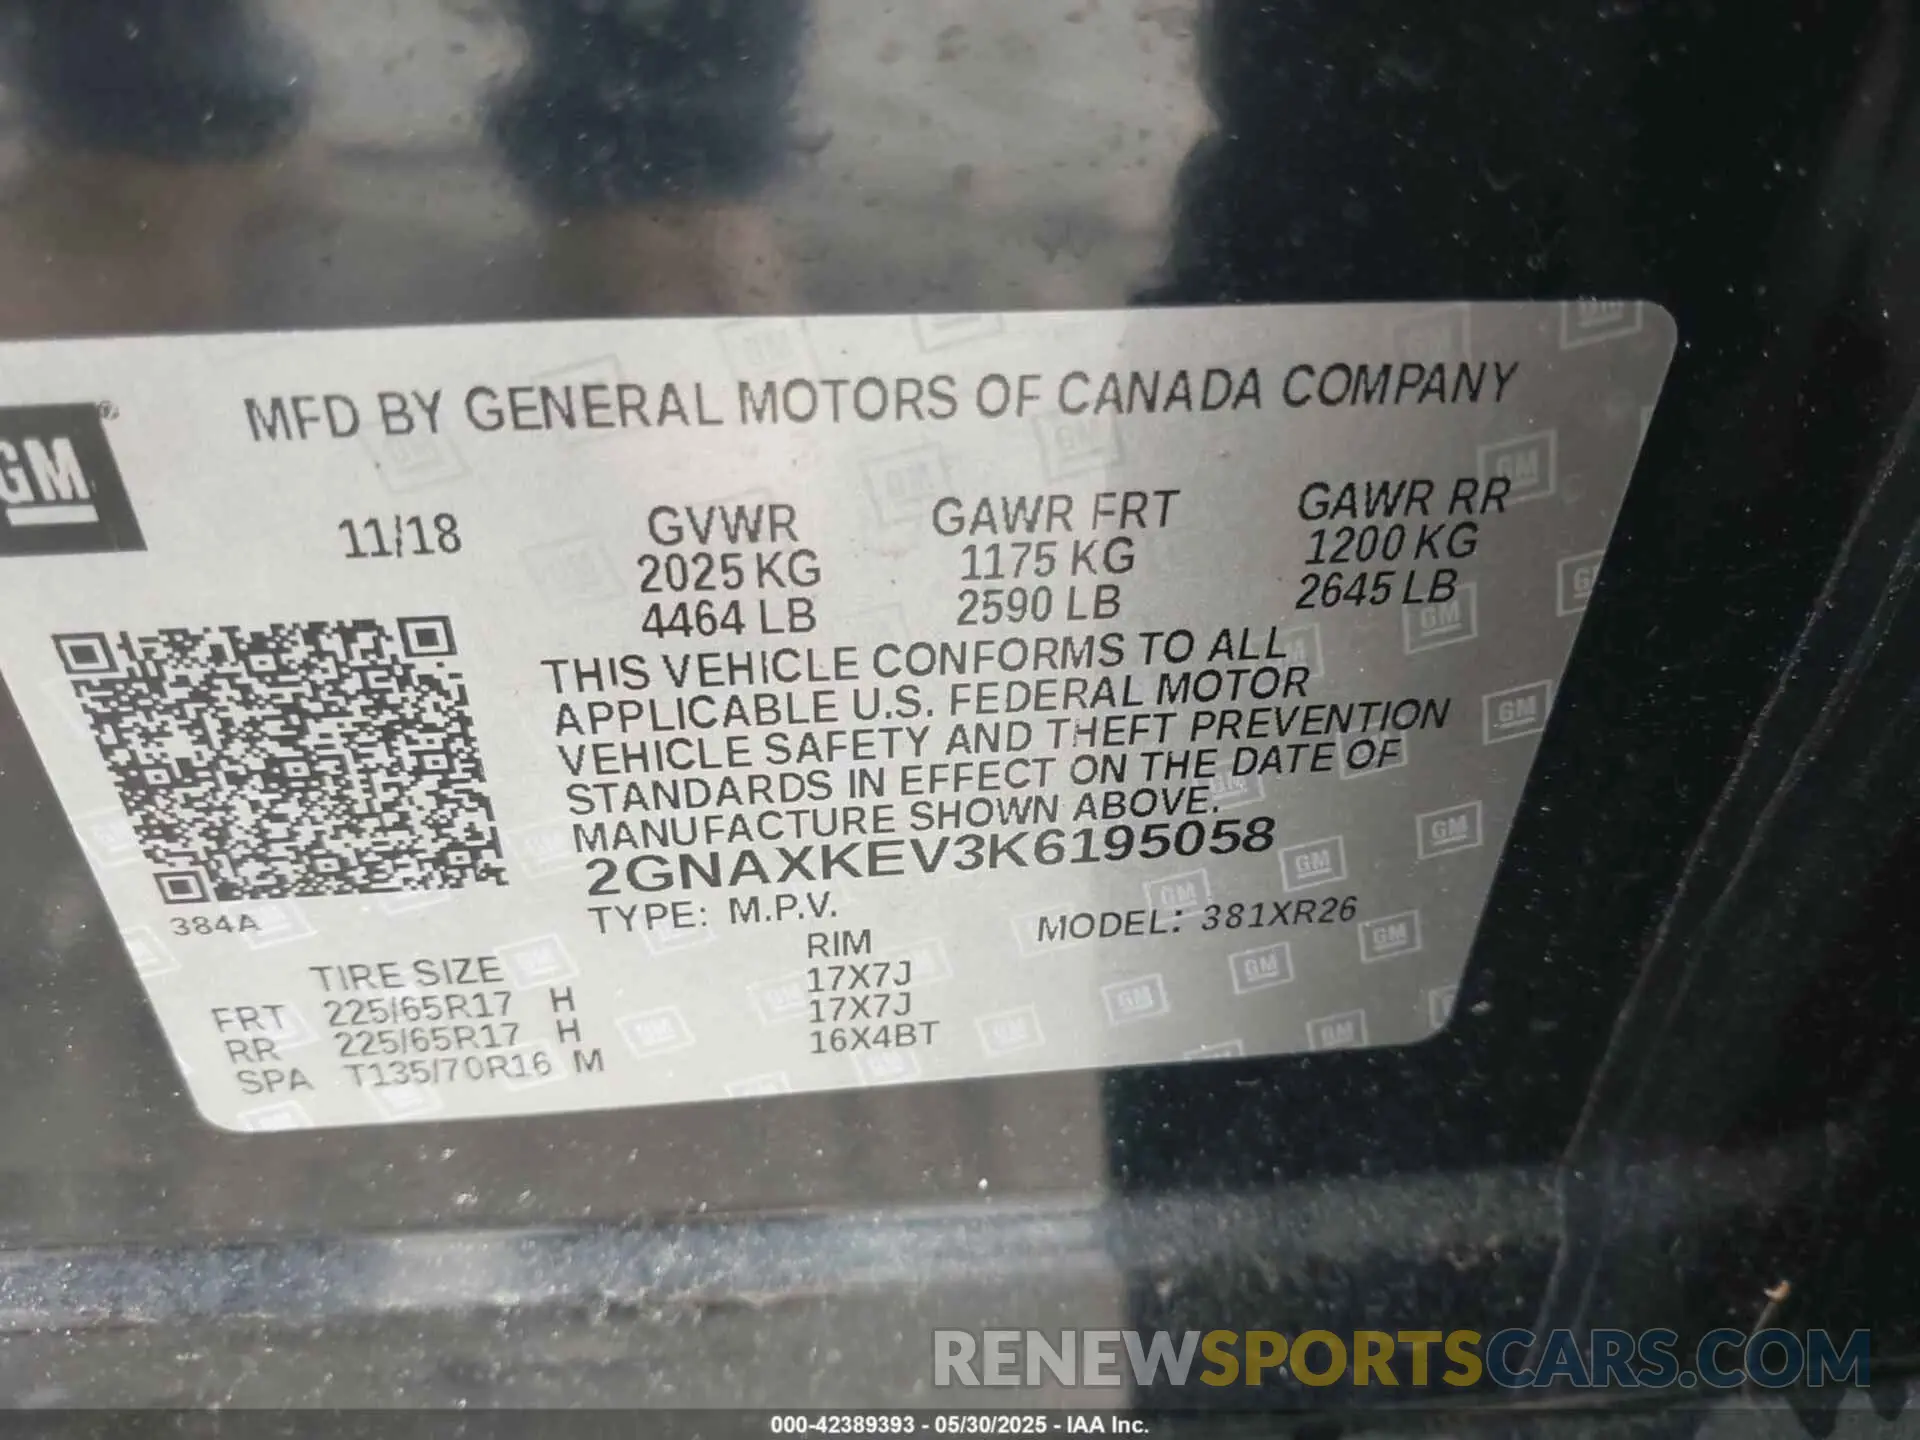 MFD BY GENERAL MOTORS OF CANADA COMPANY
GM ®
11/18
GVWR
2025 KG
4464 LB
GAWR FRT
1175 KG
2590 LB
GAWR RR
1200 KG
2645 LB
THIS VEHICLE CONFORMS TO ALL
APPLICABLE U.S. FEDERAL MOTOR
VEHICLE SAFETY AND THEFT PREVENTION
STANDARDS IN EFFECT ON THE DATE OF
MANUFACTURE SHOWN ABOVE.
2GNAXKEV3K6195058
384A
TYPE: M.P.V.
MODEL: 381XR26
TIRE SIZE RIM
FRT 225/65R17 H 17X7J
RR 225/65R17 H 17X7J
SPA T135/70R16 M 16X4BT
RENEWSPORTSCARS.COM
000-42389393 - 05/30/2025 - IAA Inc.